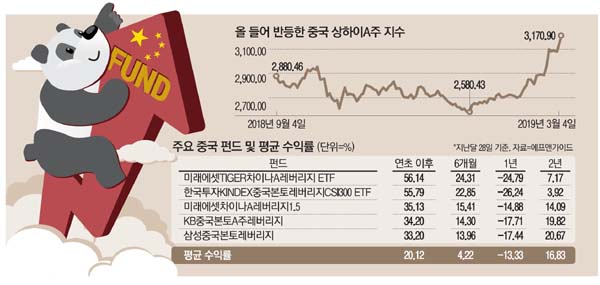 FUND
올 들어 반등한 중국 상하이A주 지수
3,170.90
3,100.00
2,880.46
2,900.00
2,580.43
2,700.00
2018년 9월 4일
2019년 3월 4일
주요 중국 펀드 및 평균 수익률 (단위=%)
*지난달 28일 기준, 자료=에프앤가이드
펀드 연초 이후 6개월 1년 2년
미래에셋TIGER차이나A레버리지 ETF 56.14 24.31 -24.79 7.17
한국투자KINDEX중국본토레버리지CSI300 ETF 55.79 22.85 -26.24 3.92
미래에셋차이나A레버리지1.5 35.13 15.41 -14.88 14.09
KB중국본토A주레버리지 34.20 14.30 -17.71 19.82
삼성중국본토레버리지 33.20 13.96 -17.44 20.67
평균 수익률 20.12 4.22 -13.33 16.83